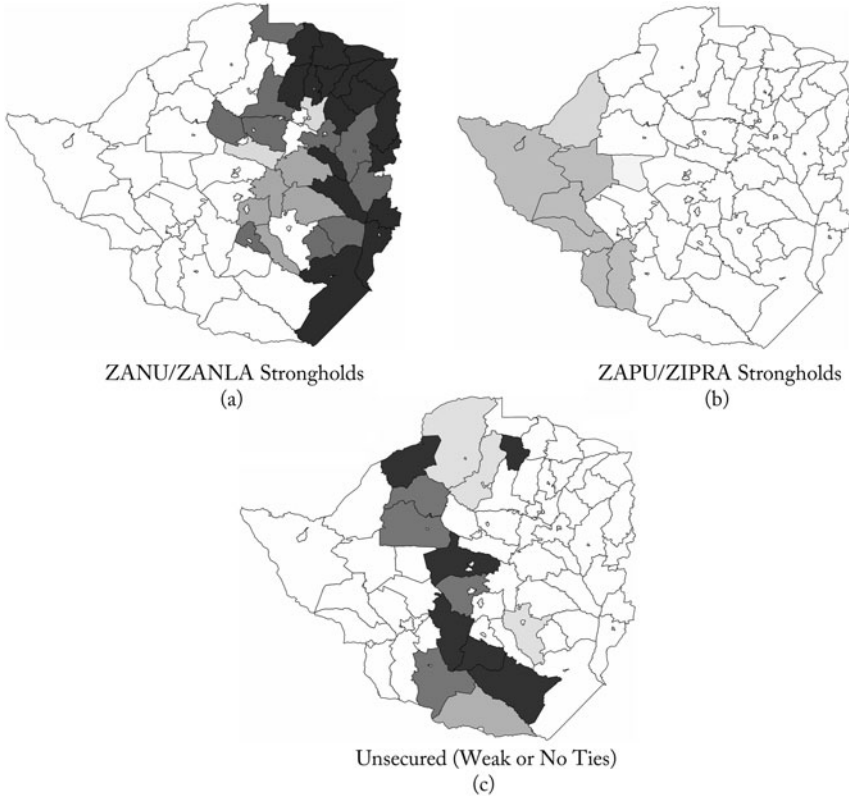 ZANU/ZANLA Strongholds
(a)
ZAPU/ZIPRA Strongholds
(b)
Unsecured (Weak or No Ties)
(c)